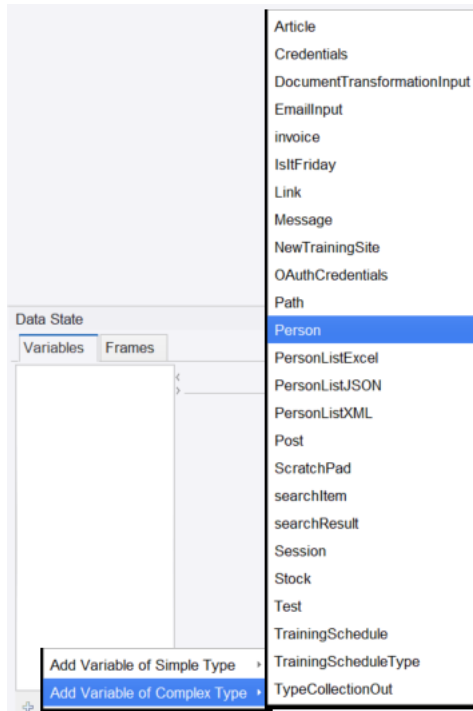 Article
Credentials
DocumentTransformationInput
EmailInput
invoice
IsItFriday
Link
Message
NewTrainingSite
OAuthCredentials
Path
Person
PersonListExcel
PersonListJSON
PersonListXML
Post
ScratchPad
searchItem
searchResult
Session
Stock
Test
TrainingSchedule
TrainingScheduleType
TypeCollectionOut
Data State
Variables Frames
Add Variable of Simple Type
Add Variable of Complex Type